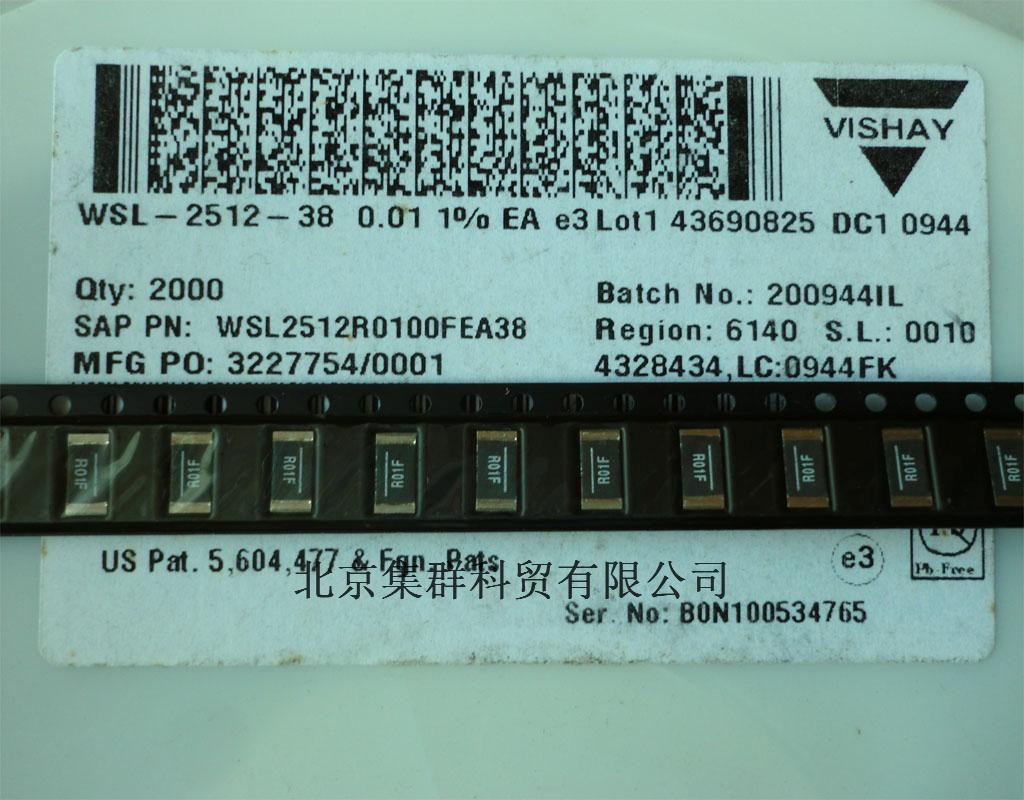 VISHAY
WSL-2512-38 0.01 1% EA e3 Lot1 43690825 DC1 0944
Qty: 2000
Batch No.: 200944IL
SAP PN: WSL2512R0100FEA38
Region: 6140 S.L.: 0010
MFG PO: 3227754/0001
4328434,LC:0944FK
R01F R01F R01F R01F R01F R01F R01F R01F R01F R01F
US Pat. 5,604,477 & Fgn. Pats
e3
Pb-Free
北京集群科贸有限公司
Ser. No: B0N100534765